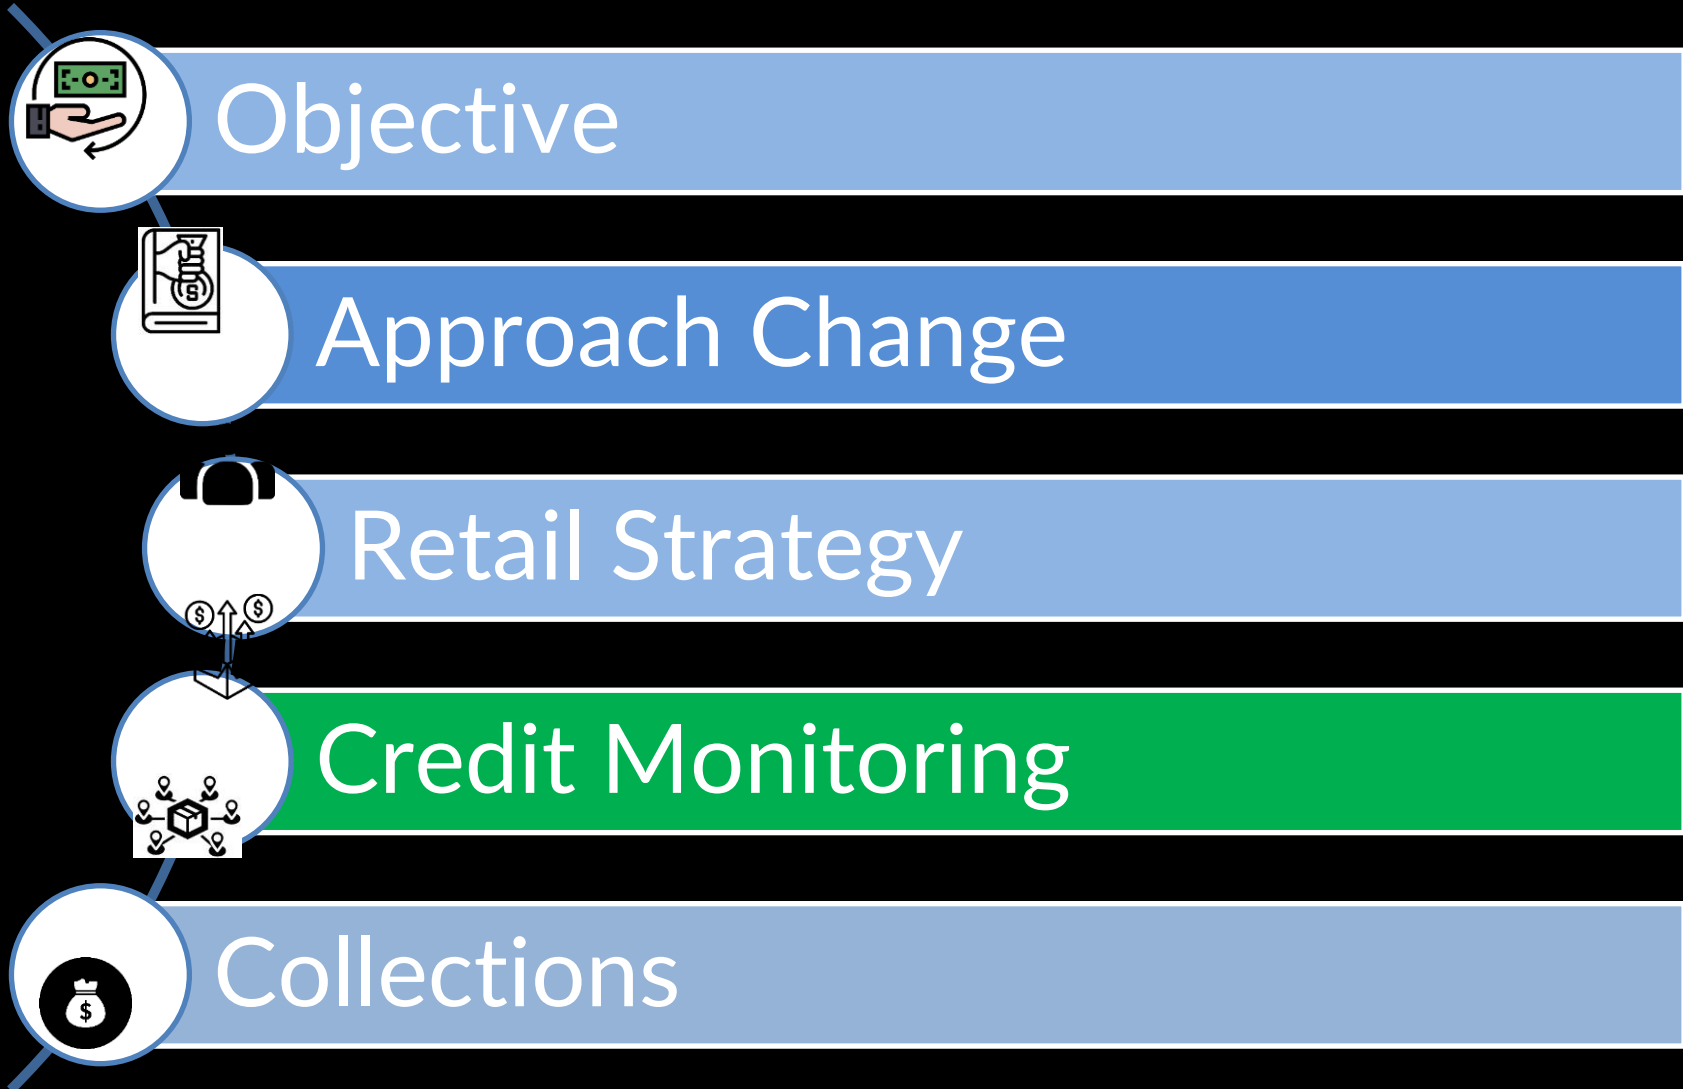 Objective
Approach Change
Retail Strategy
$ $
Credit Monitoring
Collections
$